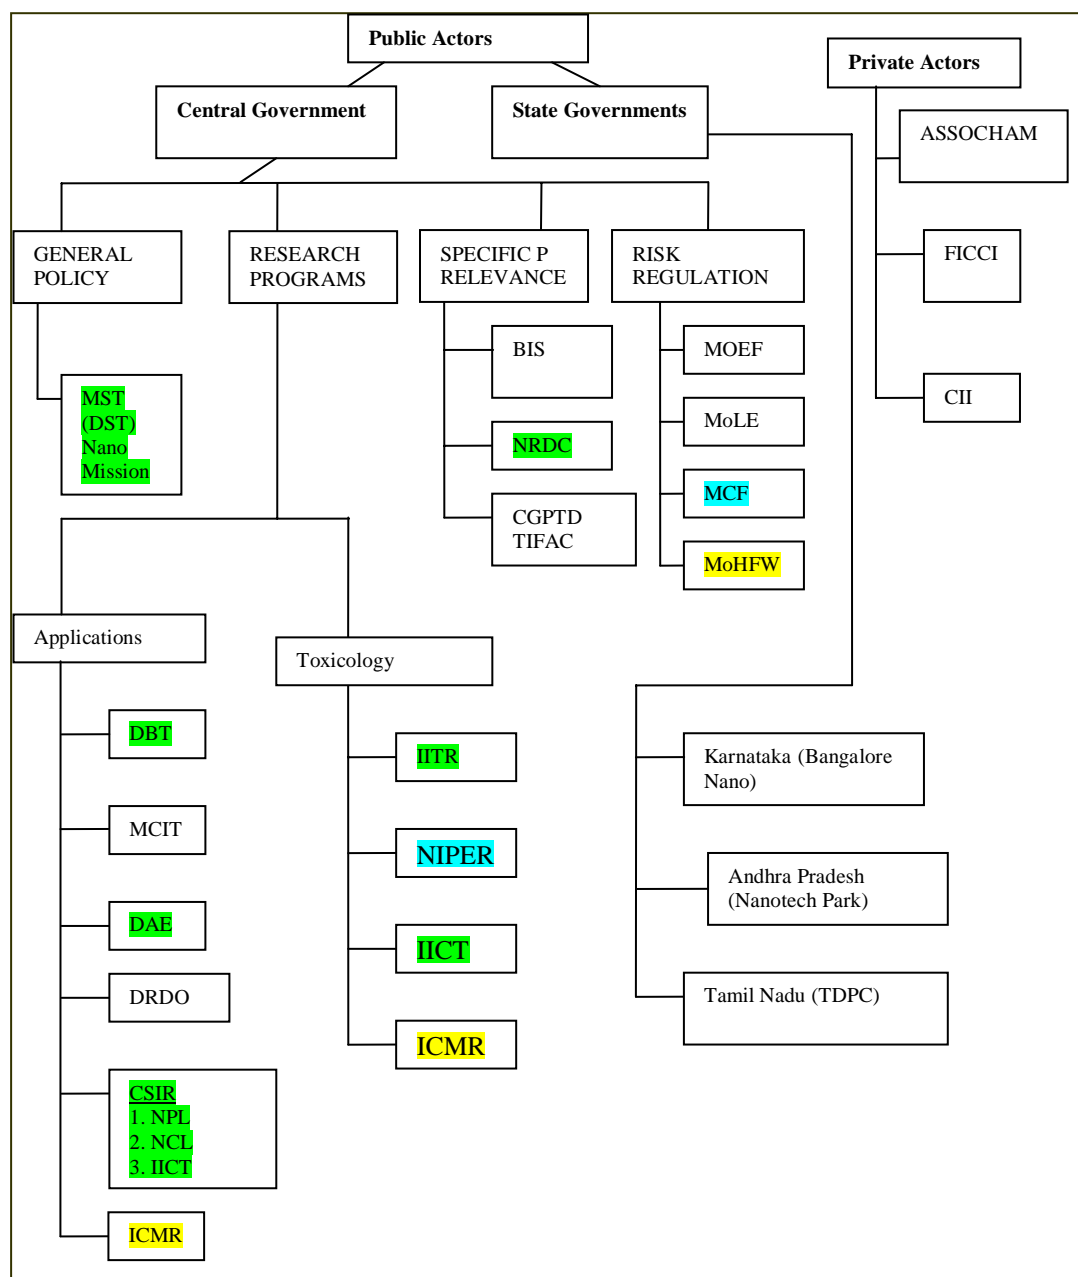 Public Actors
Private Actors
Central Government
State Governments
ASSOCHAM
FICCI
CII
GENERAL
POLICY
RESEARCH
PROGRAMS
SPECIFIC P
RELEVANCE
RISK
REGULATION
MST
(DST)
Nano
Mission
BIS
NRDC
CGPTD
TIFAC
MOEF
MoLE
MCF
MoHFW
Applications
DBT
MCIT
DAE
DRDO
CSIR
1. NPL
2. NCL
3. IICT
ICMR
Toxicology
IITR
NIPER
IICT
ICMR
Karnataka (Bangalore
Nano)
Andhra Pradesh
(Nanotech Park)
Tamil Nadu (TDPC)